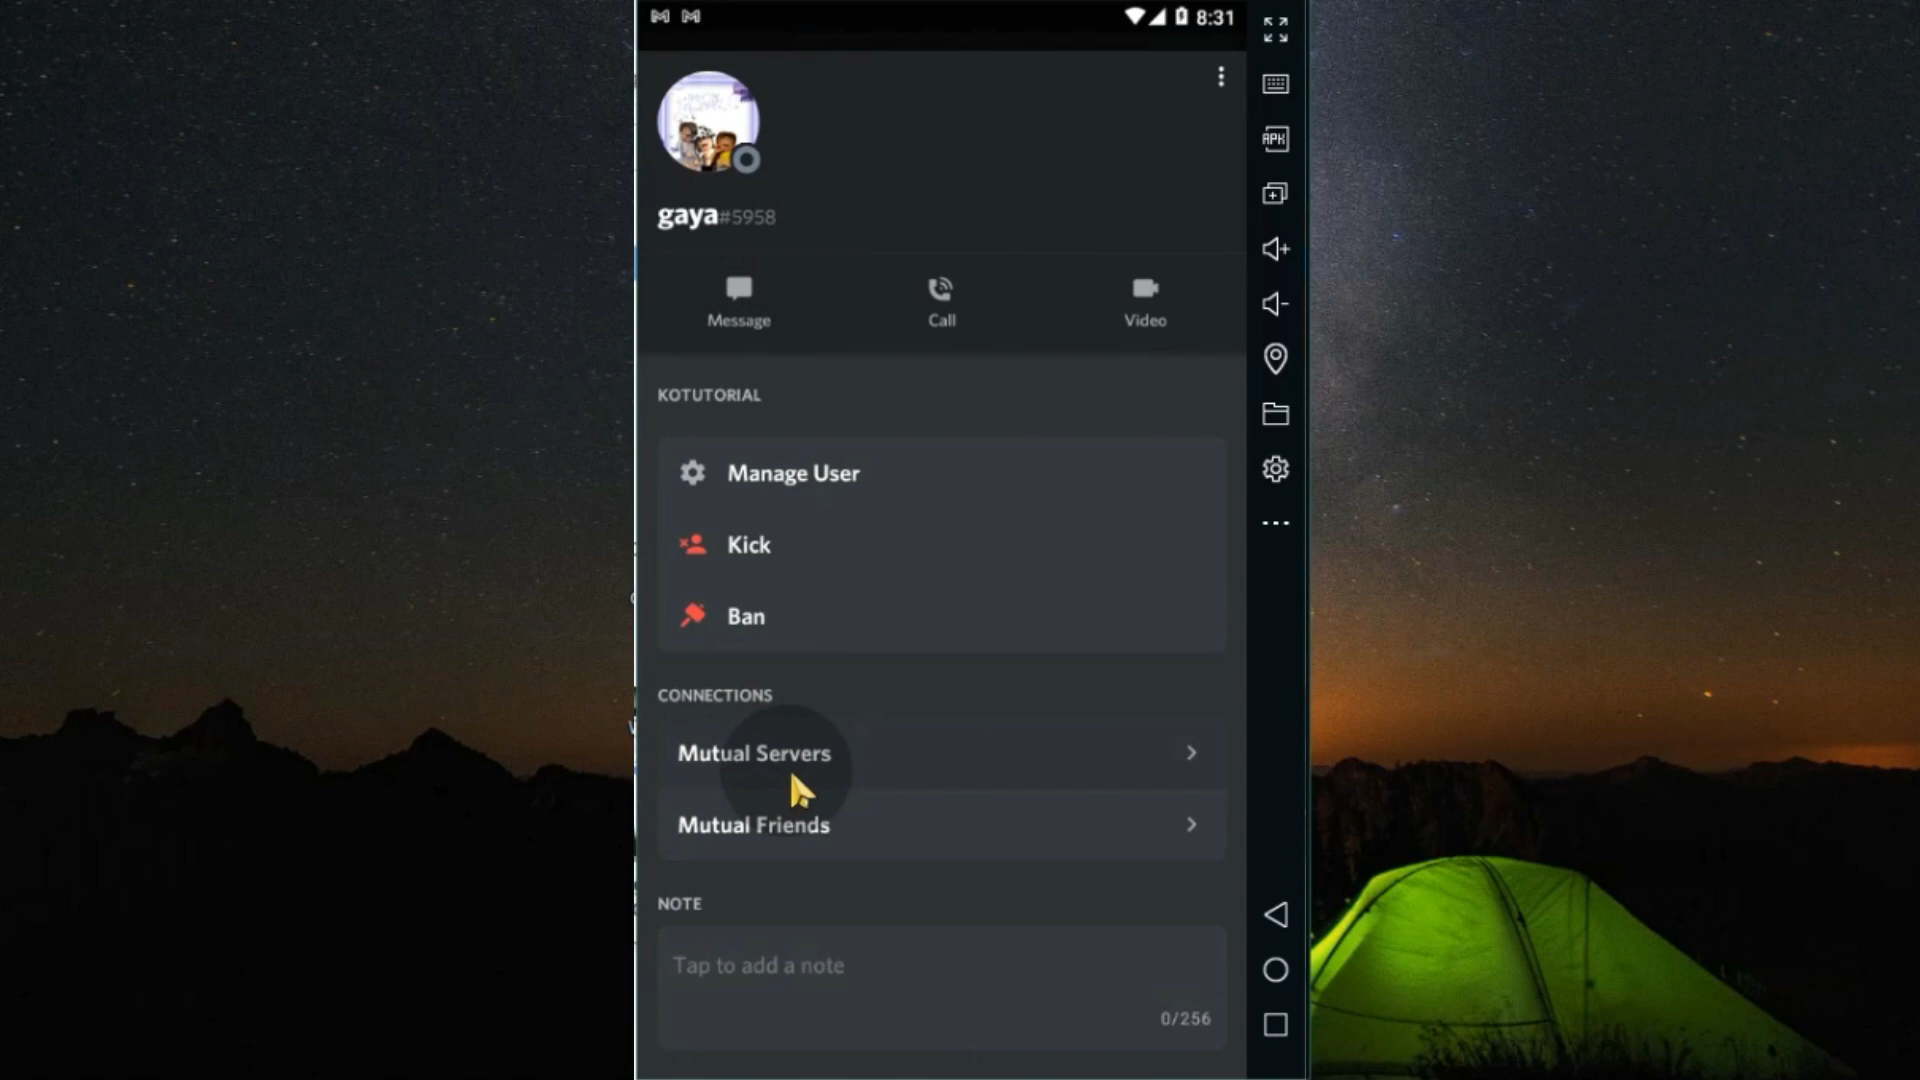 8:31
APK
gaya#5958
Message Call Video
KOTUTORIAL
Manage User
Kick
Ban
CONNECTIONS
Mutual Servers
Mutual Friends
NOTE
Tap to add a note
0/256